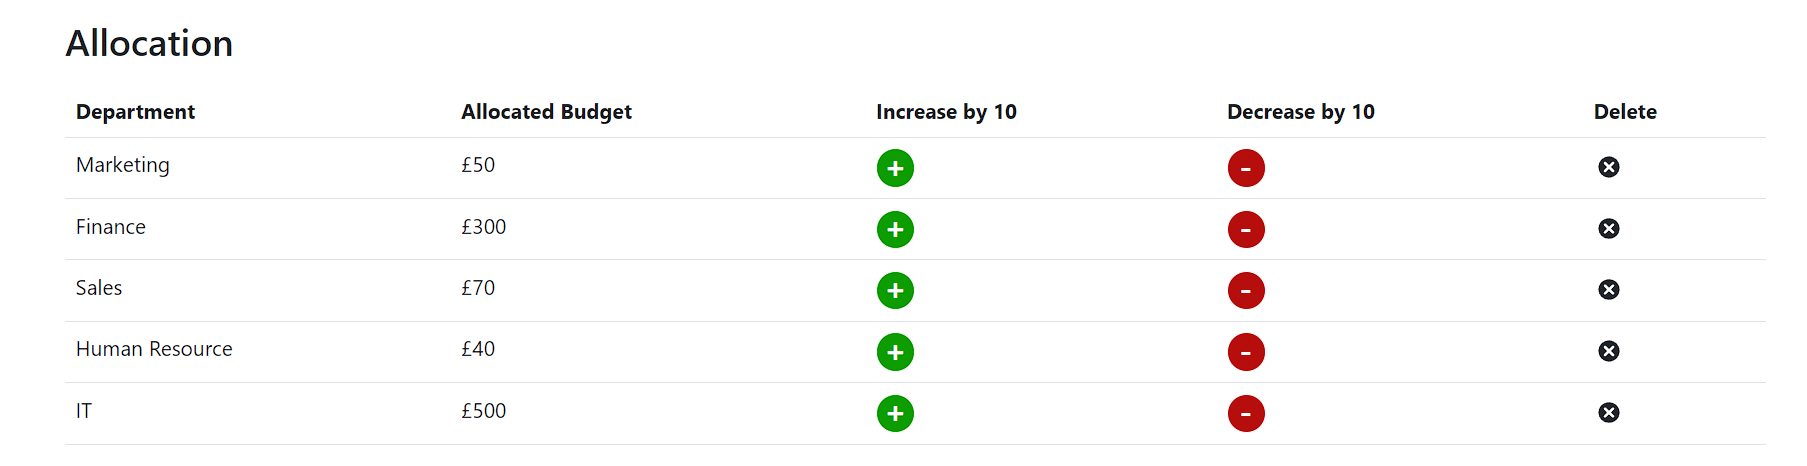 Allocation
Department Allocated Budget Increase by 10 Decrease by 10 Delete
Marketing £50 + -
Finance £300 + -
Sales £70 + -
Human Resource £40 + -
IT £500 + -